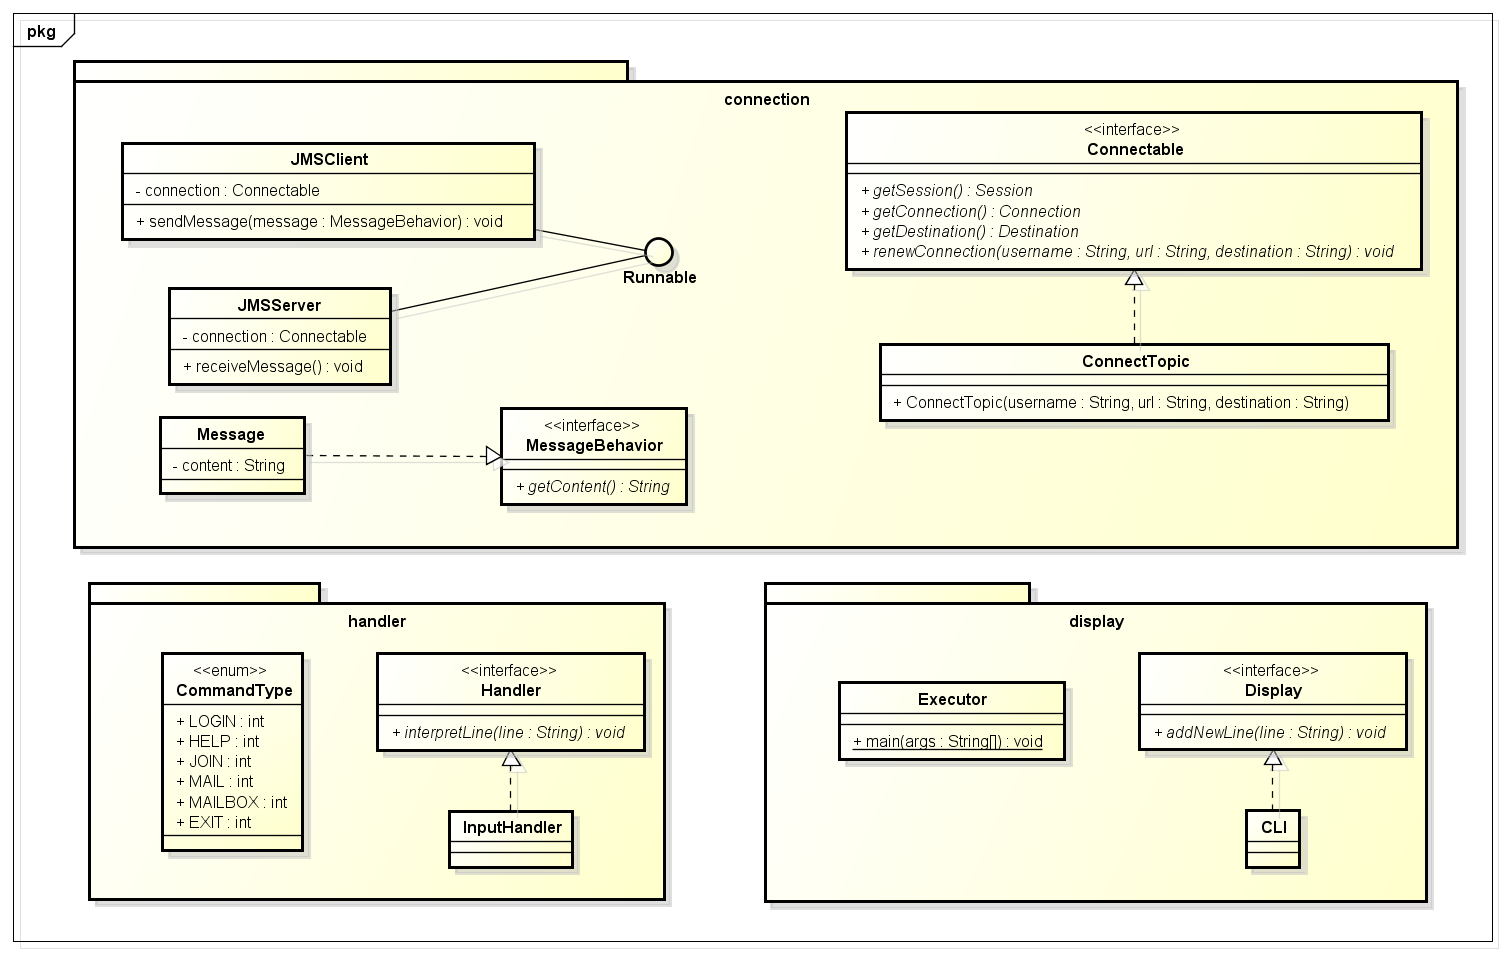 pkg
connection
JMSClient
- connection : Connectable
+ sendMessage(message : MessageBehavior) : void
Runnable
JMSServer
- connection : Connectable
+ receiveMessage() : void
Message
- content : String
<<interface>>
MessageBehavior
+ getContent() : String
<<interface>>
Connectable
+ getSession() : Session
+ getConnection() : Connection
+ getDestination() : Destination
+ renewConnection(username : String, url : String, destination : String) : void
ConnectTopic
+ ConnectTopic(username : String, url : String, destination : String)
handler
<<enum>>
CommandType
+ LOGIN : int
+ HELP : int
+ JOIN : int
+ MAIL : int
+ MAILBOX : int
+ EXIT : int
<<interface>>
Handler
+ interpretLine(line : String) : void
InputHandler
display
Executor
+ main(args : String[]) : void
<<interface>>
Display
+ addNewLine(line : String) : void
CLI